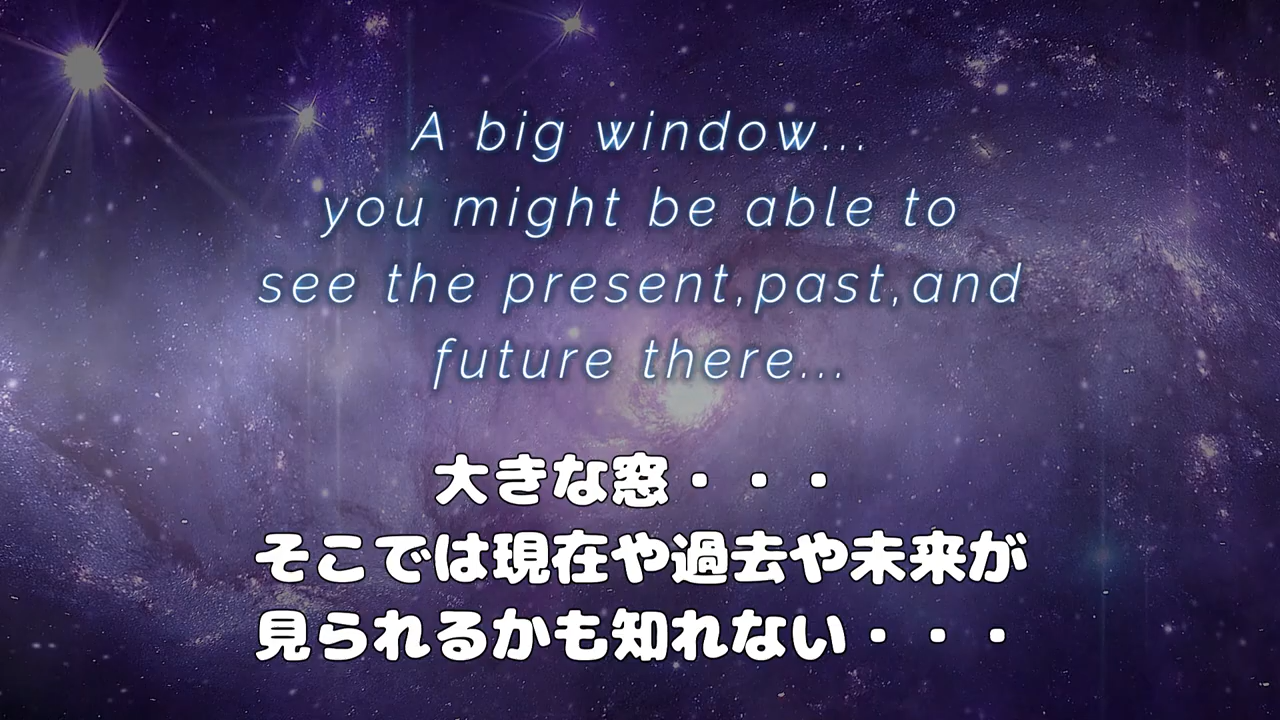 A big window...
you might be able to
see the present,past,and
future there...
大きな窓・・・
そこでは現在や過去や未来が
見られるかも知れない・・・